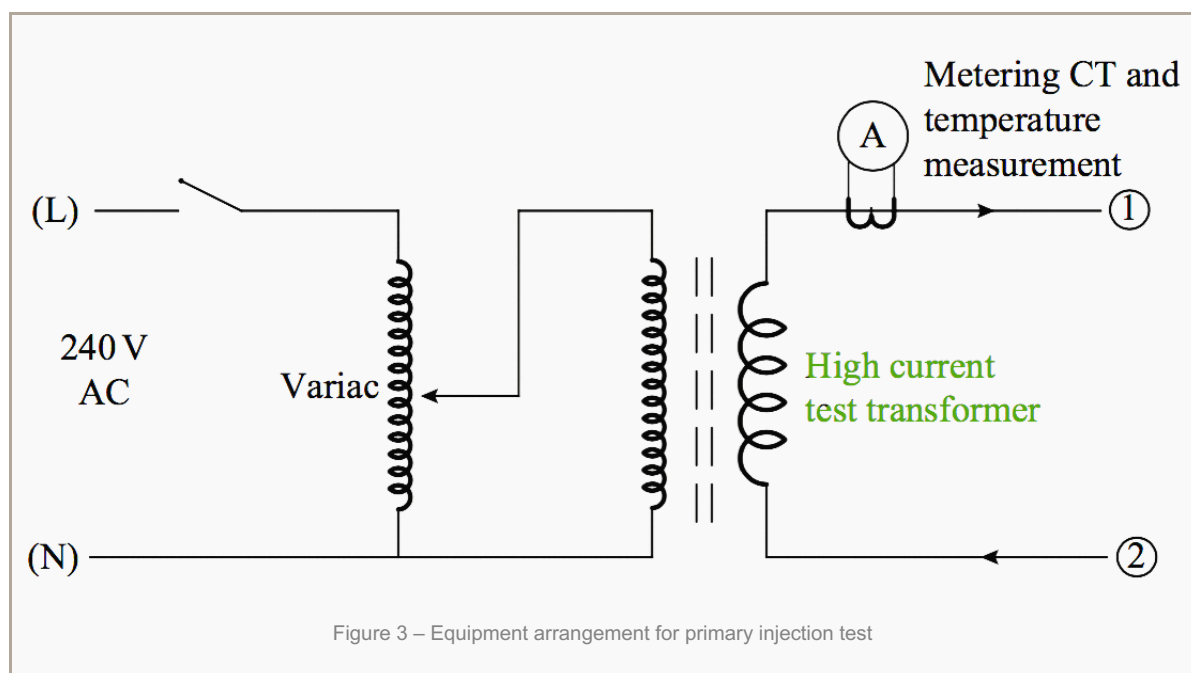 Metering CT and
temperature
measurement
A
(L)
1
240 V
AC
Variac
High current
test transformer
(N)
2
Figure 3 – Equipment arrangement for primary injection test